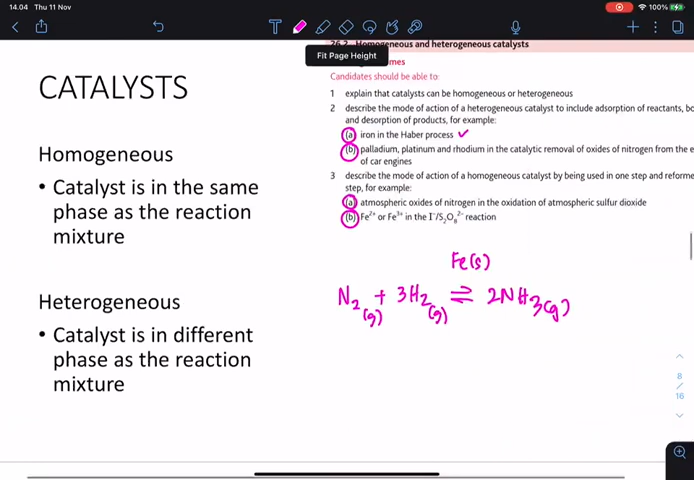 14.04 Thu 11 Nov
100%
Homogeneous and heterogeneous catalysts
Fit Page Height
Candidates should be able to:
1 explain that catalysts can be homogeneous or heterogeneous
2 describe the mode of action of a heterogeneous catalyst to include adsorption of reactants,
and desorption of products, for example:
(a) iron in the Haber process ✓
(b) palladium, platinum and rhodium in the catalytic removal of oxides of nitrogen from the
of car engines
3 describe the mode of action of a homogeneous catalyst by being used in one step and reformed
step, for example:
(a) atmospheric oxides of nitrogen in the oxidation of atmospheric sulfur dioxide
(b) Fe²⁺ or Fe³⁺ in the I⁻/S₂O₈²⁻ reaction
CATALYSTS
Homogeneous
• Catalyst is in the same
phase as the reaction
mixture
Heterogeneous
• Catalyst is in different
phase as the reaction
mixture
Fe(s)
N₂(g) + 3H₂(g) ⇌ 2NH₃(g)
8
/
16